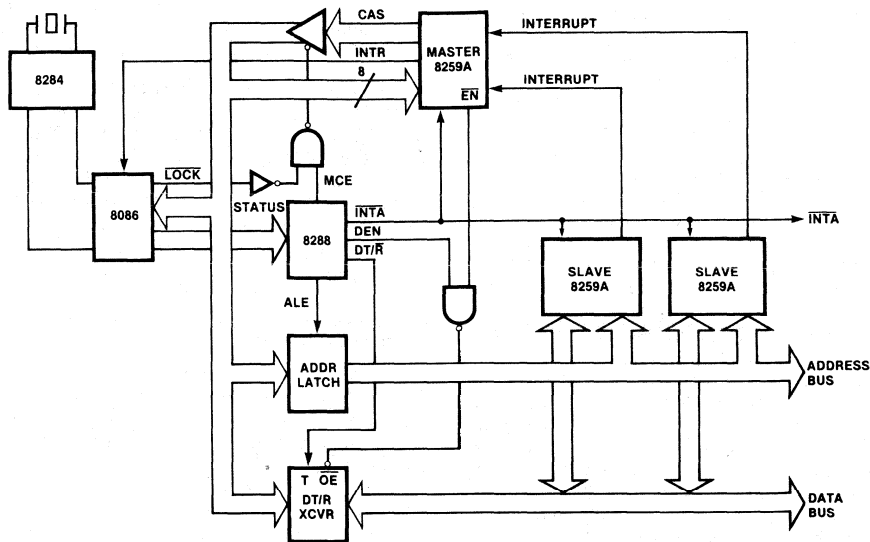 CAS
INTERRUPT
MASTER
8259A
INTR
8284
8
INTERRUPT
EN
LOCK
MCE
8086
STATUS
8288
INTA
INTA
DEN
DT/R
SLAVE
8259A
SLAVE
8259A
ALE
ADDR
LATCH
ADDRESS
BUS
T OE
DT/R
XCVR
DATA
BUS